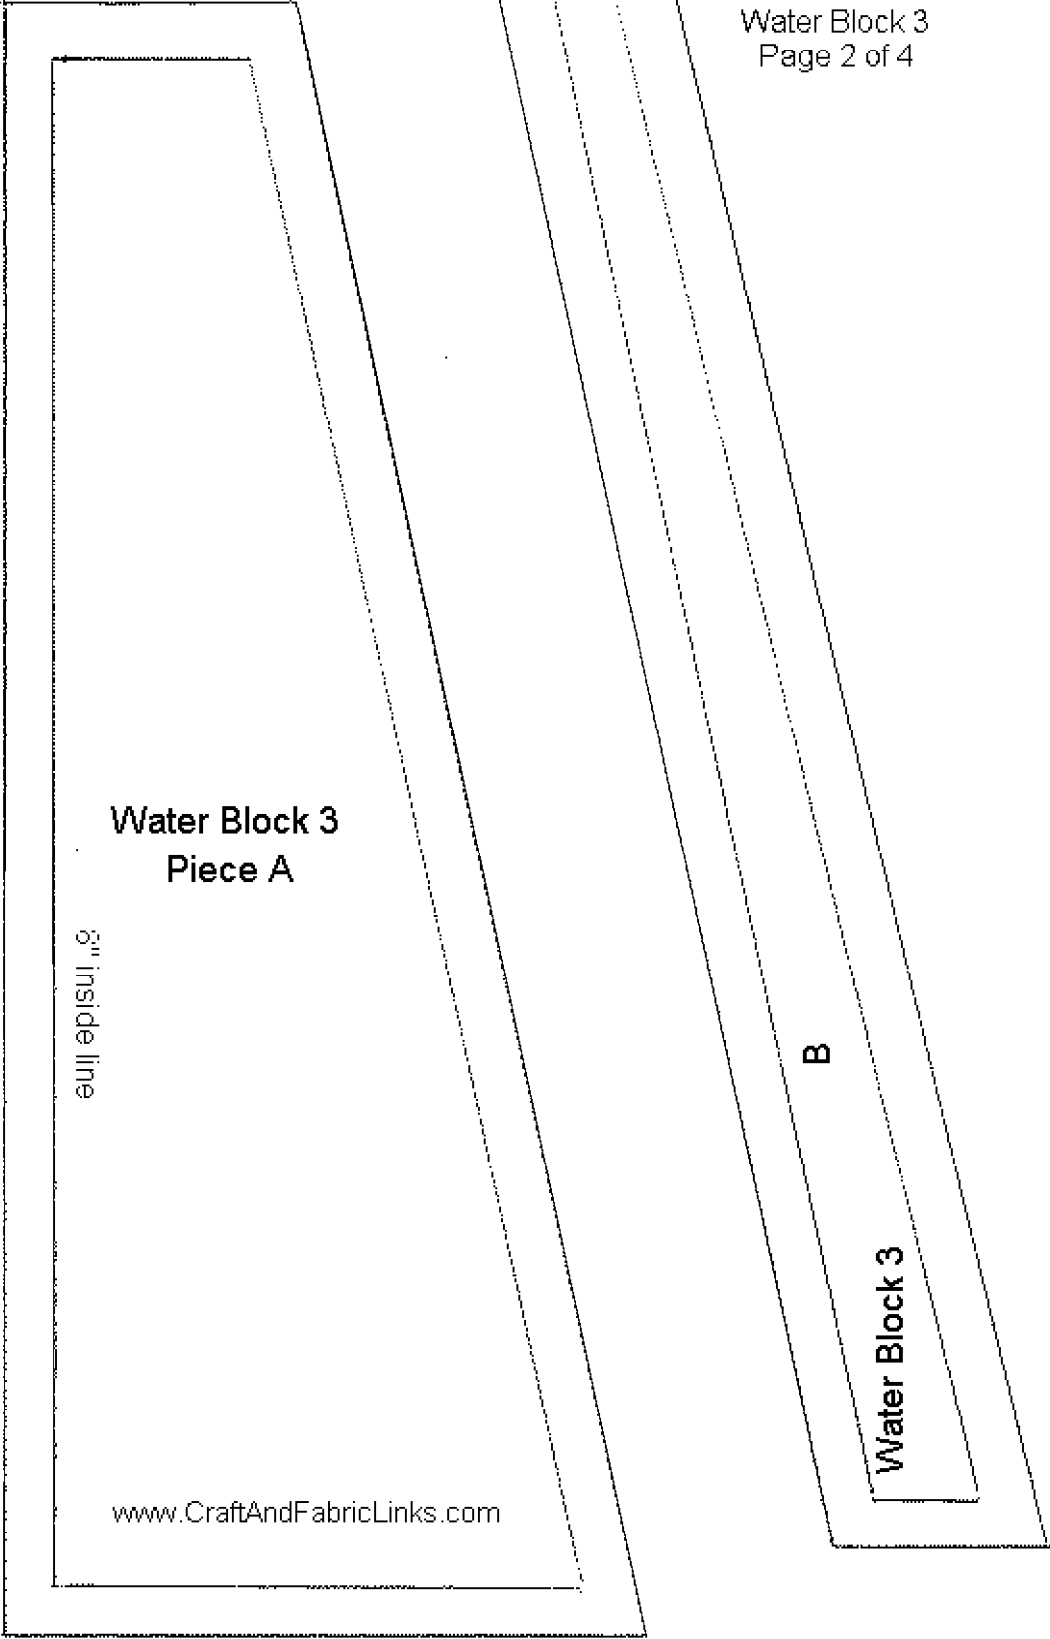 Water Block 3
Page 2 of 4
Water Block 3
Piece A
8" inside line
B
Water Block 3
www.CraftAndFabricLinks.com